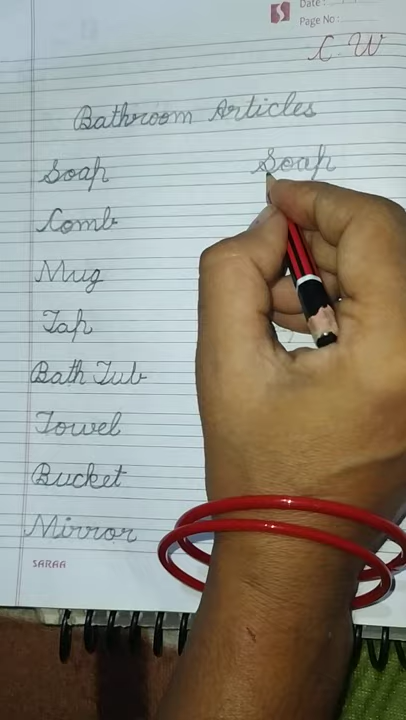 Date :
Page No :
C.W
Bathroom Articles
Soap Soap
Comb
Mug
Tap
Bath Tub
Towel
Bucket
Mirror
SARAA